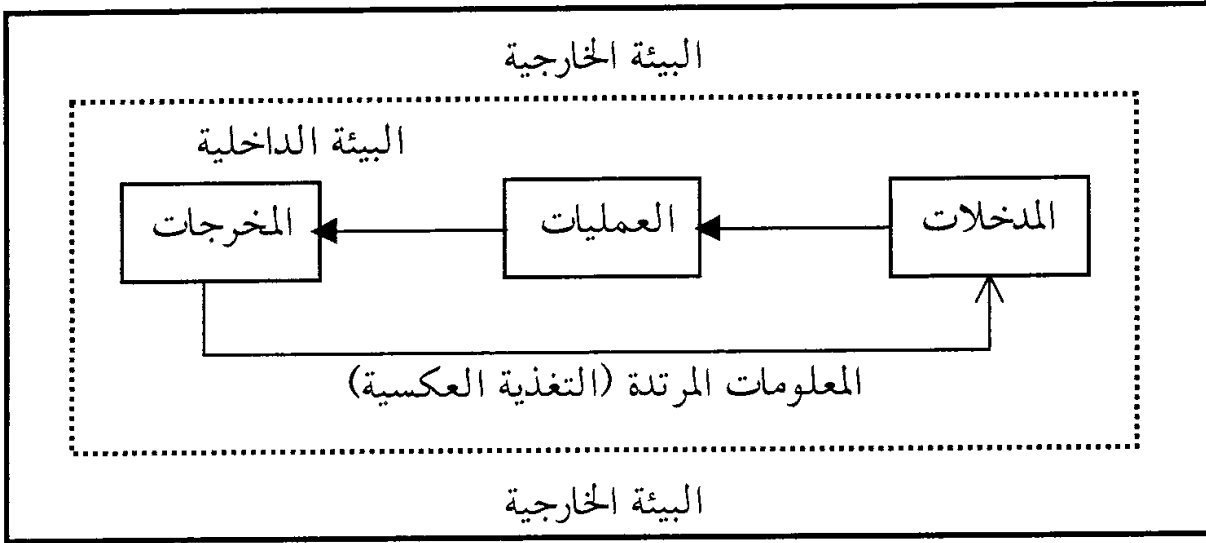 البيئة الخارجية
البيئة الداخلية
المدخلات
العمليات
المخرجات
المعلومات المرتدة (التغذية العكسية)
البيئة الخارجية